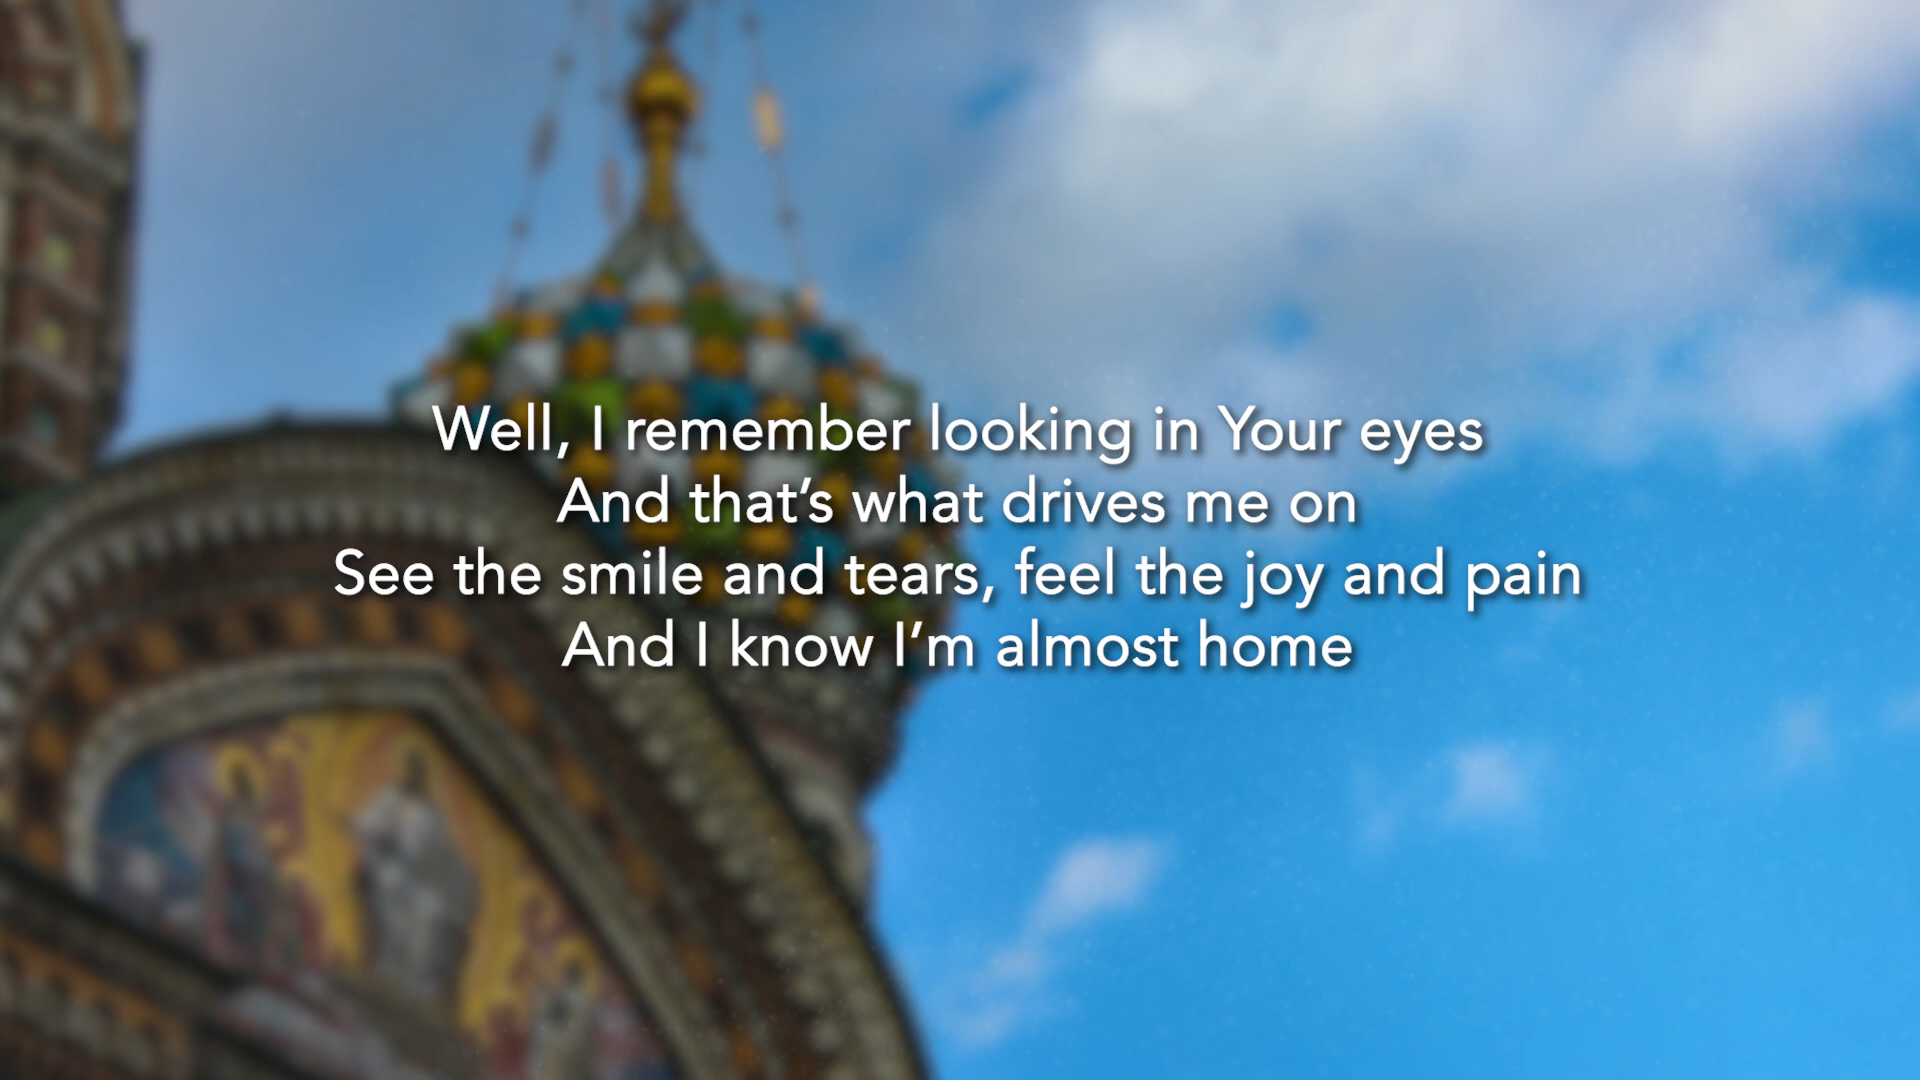 Well, I remember looking in Your eyes
And that’s what drives me on
See the smile and tears, feel the joy and pain
And I know I’m almost home